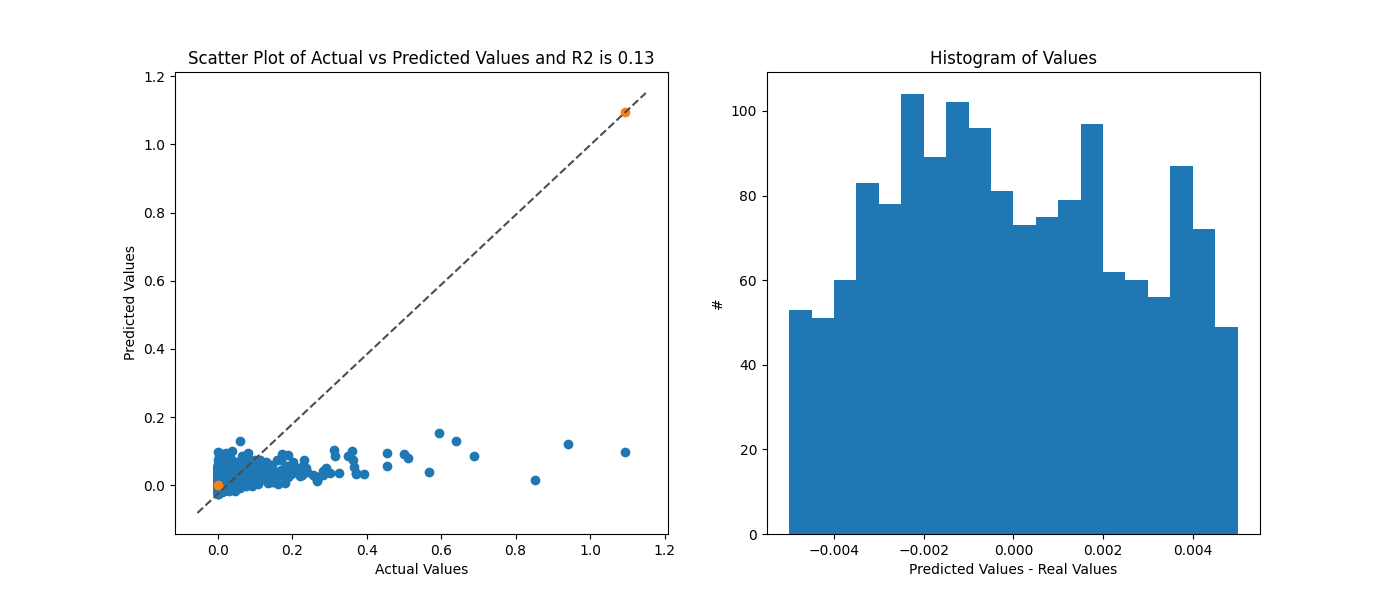 Scatter Plot of Actual vs Predicted Values and R2 is 0.13
1.2
1.0
0.8
0.6
0.4
0.2
0.0
Predicted Values
0.0 0.2 0.4 0.6 0.8 1.0 1.2
Actual Values
Histogram of Values
100
80
60
40
20
0
#
−0.004 −0.002 0.000 0.002 0.004
Predicted Values - Real Values